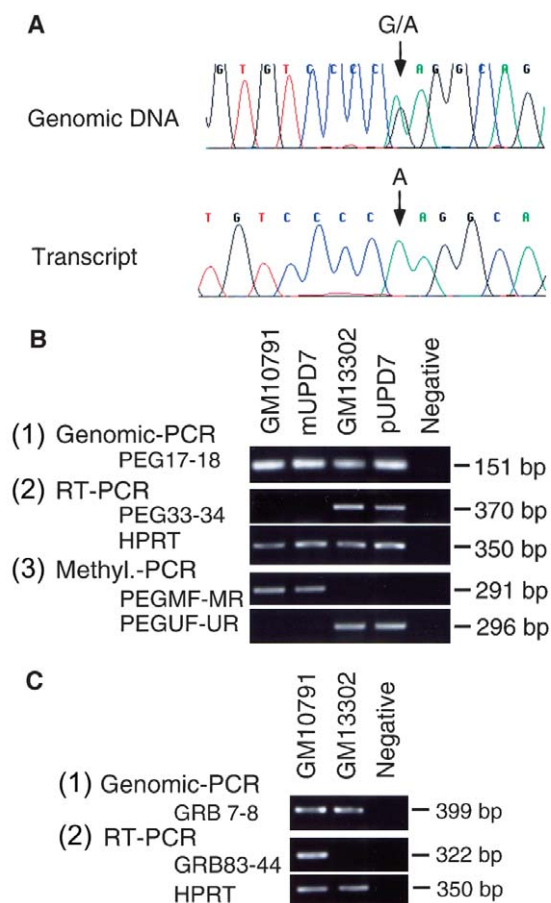 A
G/A
G T G T C C C C A G G C A G
Genomic DNA
A
T G T C C C C A G G C A
Transcript
B
GM10791
mUPD7
GM13302
pUPD7
Negative
(1) Genomic-PCR
PEG17-18
151 bp
(2) RT-PCR
PEG33-34
370 bp
HPRT
350 bp
(3) Methyl.-PCR
PEGMF-MR
291 bp
PEGUF-UR
296 bp
C
GM10791
GM13302
Negative
(1) Genomic-PCR
GRB 7-8
399 bp
(2) RT-PCR
GRB83-44
322 bp
HPRT
350 bp